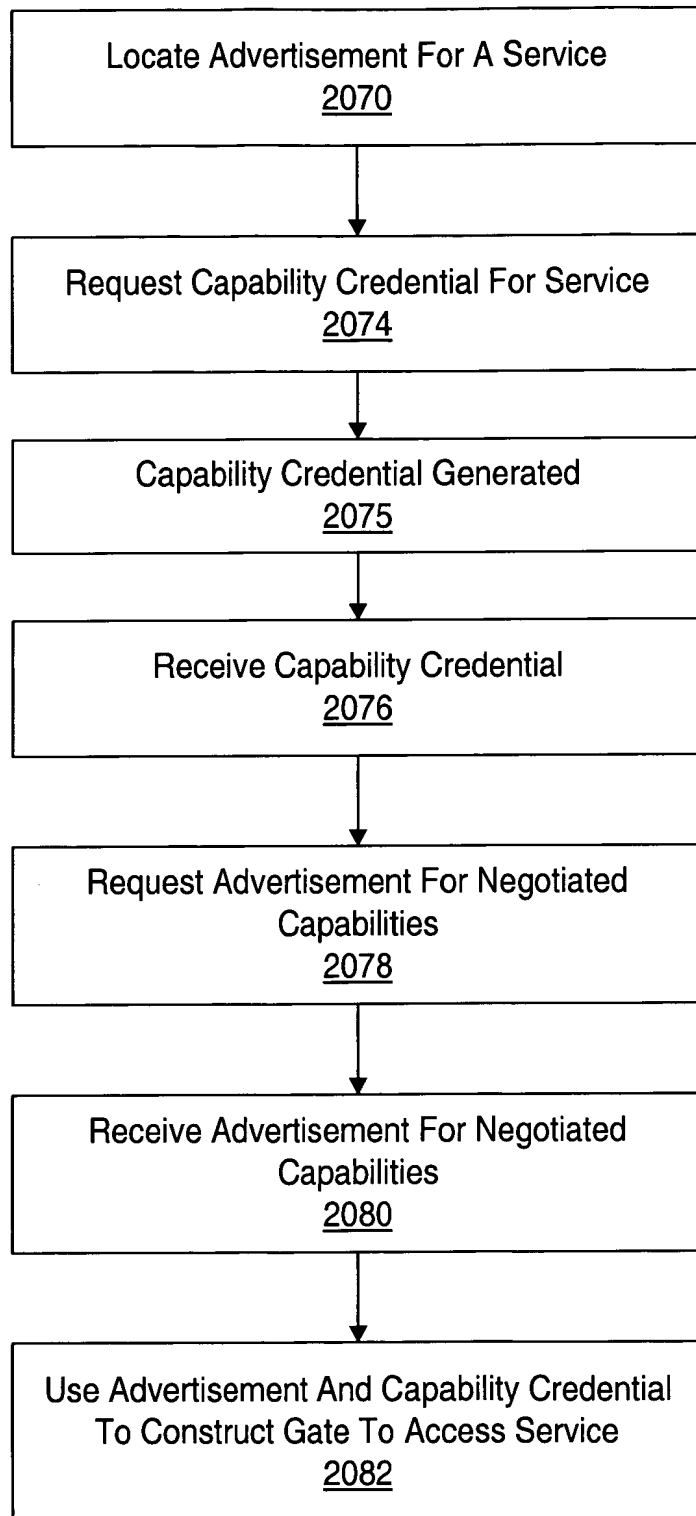 Locate Advertisement For A Service
2070
Request Capability Credential For Service
2074
Capability Credential Generated
2075
Receive Capability Credential
2076
Request Advertisement For Negotiated
Capabilities
2078
Receive Advertisement For Negotiated
Capabilities
2080
Use Advertisement And Capability Credential
To Construct Gate To Access Service
2082